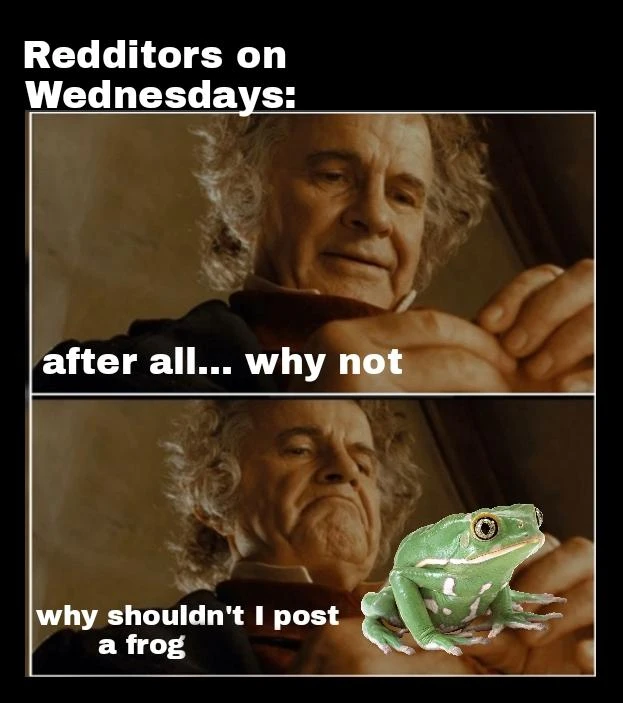 Redditors on
Wednesdays:
after all... why not
why shouldn't I post
a frog